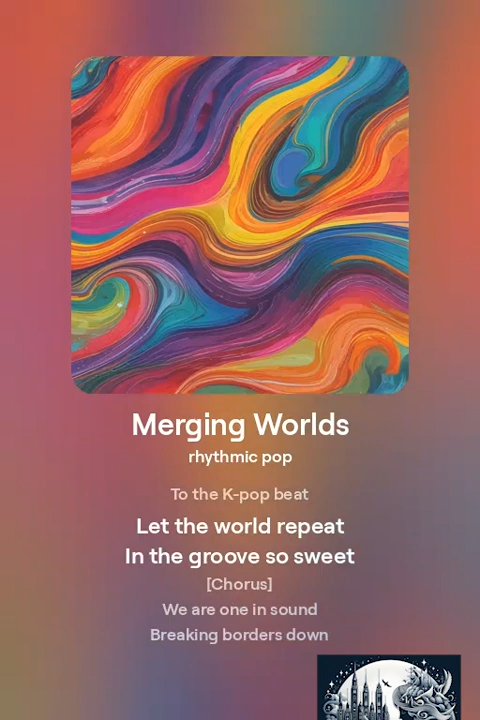 Merging Worlds
rhythmic pop
To the K-pop beat
Let the world repeat
In the groove so sweet
[Chorus]
We are one in sound
Breaking borders down